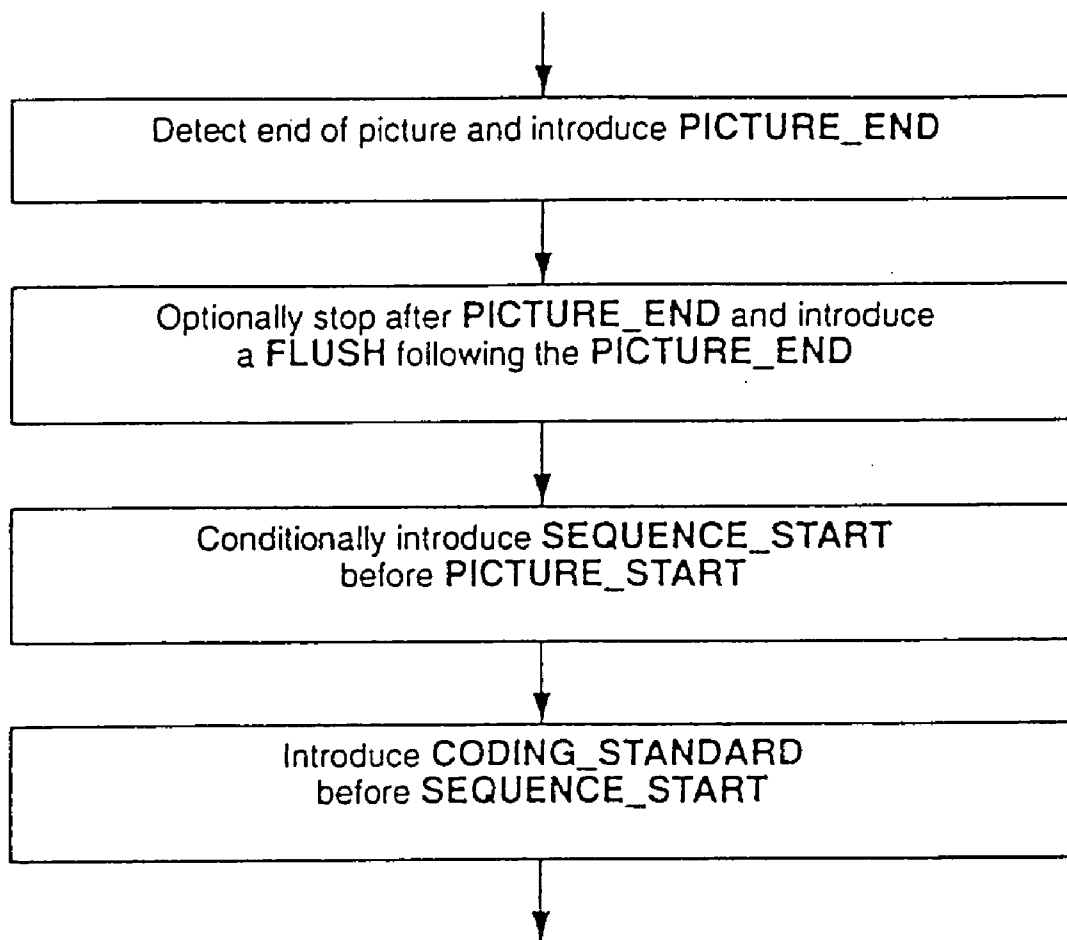 Detect end of picture and introduce PICTURE_END
Optionally stop after PICTURE_END and introduce
a FLUSH following the PICTURE_END
Conditionally introduce SEQUENCE_START
before PICTURE_START
Introduce CODING_STANDARD
before SEQUENCE_START